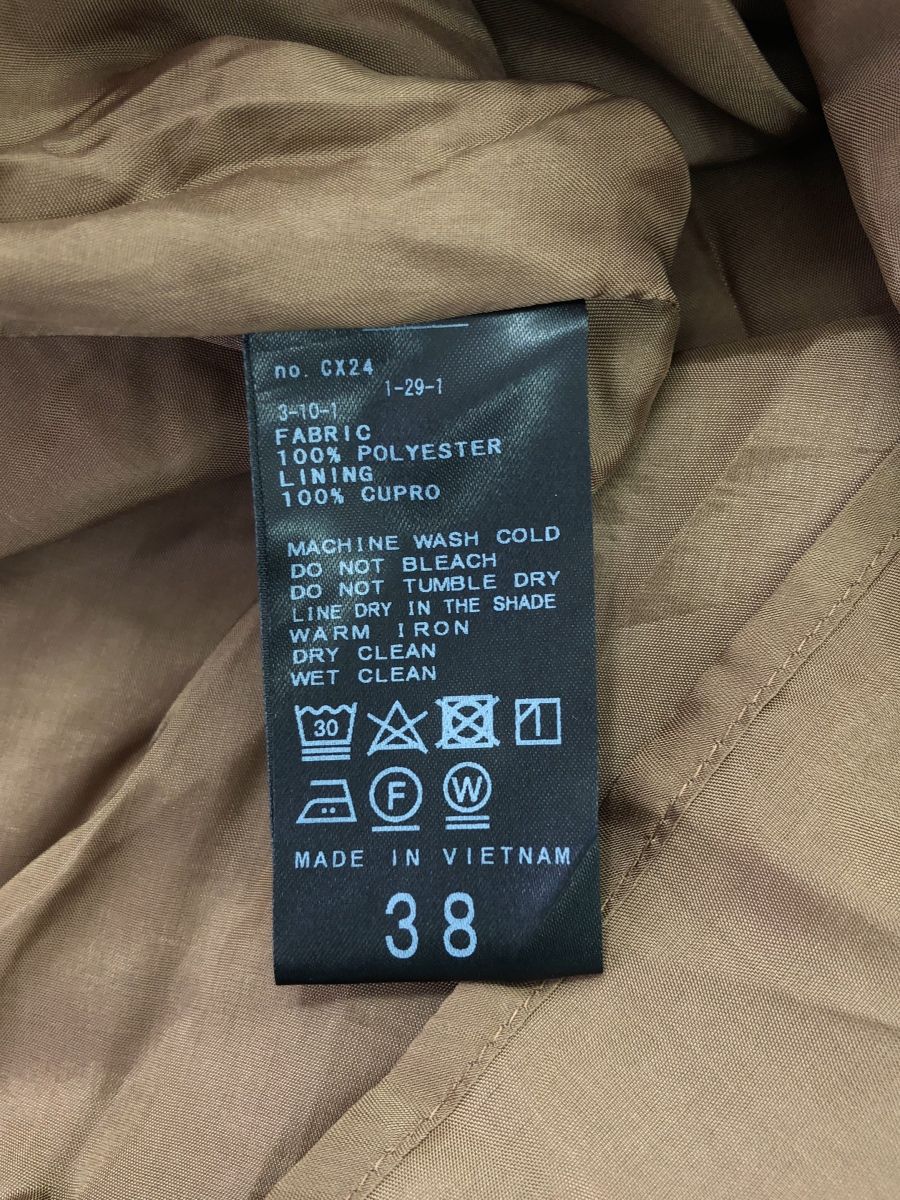 no. CX24
1-29-1
3-10-1
FABRIC
100% POLYESTER
LINING
100% CUPRO
MACHINE WASH COLD
DO NOT BLEACH
DO NOT TUMBLE DRY
LINE DRY IN THE SHADE
WARM IRON
DRY CLEAN
WET CLEAN
30
F W
MADE IN VIETNAM
38